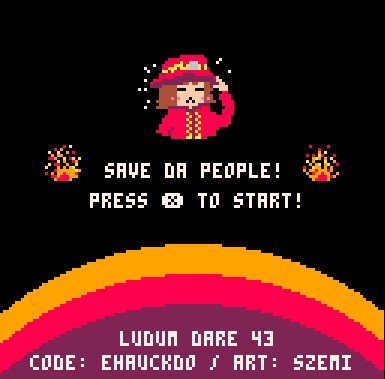 SAVE DA PEOPLE!
PRESS ❎ TO START!
LUDUM DARE 43
CODE: EHAUCKDO / ART: SZEMI